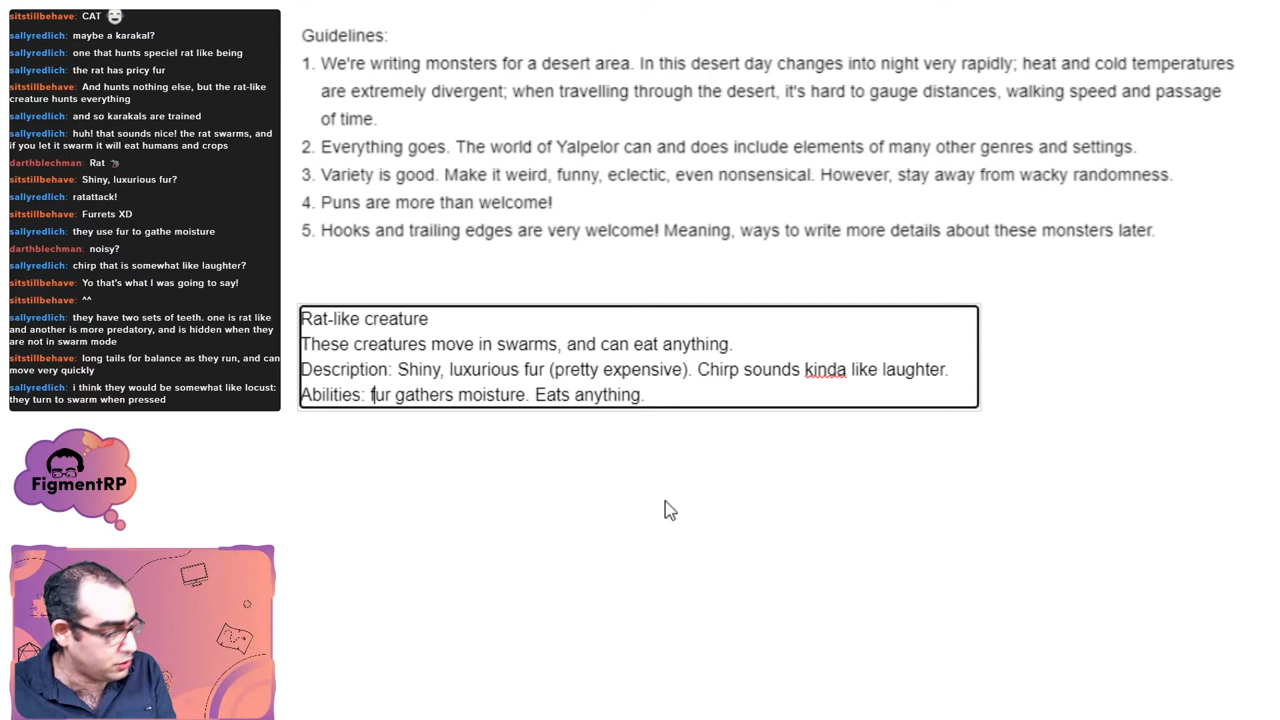 sitstillbehave: CAT
sallyredlich: maybe a karakal?
sallyredlich: one that hunts speciel rat like being
sallyredlich: the rat has pricy fur
sitstillbehave: And hunts nothing else, but the rat-like
creature hunts everything
sallyredlich: and so karakals are trained
sallyredlich: huh! that sounds nice! the rat swarms, and
if you let it swarm it will eat humans and crops
darthblechman: Rat
sitstillbehave: Shiny, luxurious fur?
sallyredlich: ratattack!
sitstillbehave: Furrets XD
sallyredlich: they use fur to gathe moisture
darthblechman: noisy?
sallyredlich: chirp that is somewhat like laughter?
sitstillbehave: Yo that's what I was going to say!
sitstillbehave: ^^
sallyredlich: they have two sets of teeth. one is rat like
and another is more predatory, and is hidden when they
are not in swarm mode
sitstillbehave: long tails for balance as they run, and can
move very quickly
sallyredlich: i think they would be somewhat like locust:
they turn to swarm when pressed
FigmentRP
Guidelines:
1. We're writing monsters for a desert area. In this desert day changes into night very rapidly; heat and cold temperatures
are extremely divergent; when travelling through the desert, it's hard to gauge distances, walking speed and passage
of time.
2. Everything goes. The world of Yalpelor can and does include elements of many other genres and settings.
3. Variety is good. Make it weird, funny, eclectic, even nonsensical. However, stay away from wacky randomness.
4. Puns are more than welcome!
5. Hooks and trailing edges are very welcome! Meaning, ways to write more details about these monsters later.
Rat-like creature
These creatures move in swarms, and can eat anything.
Description: Shiny, luxurious fur (pretty expensive). Chirp sounds kinda like laughter.
Abilities: fur gathers moisture. Eats anything.